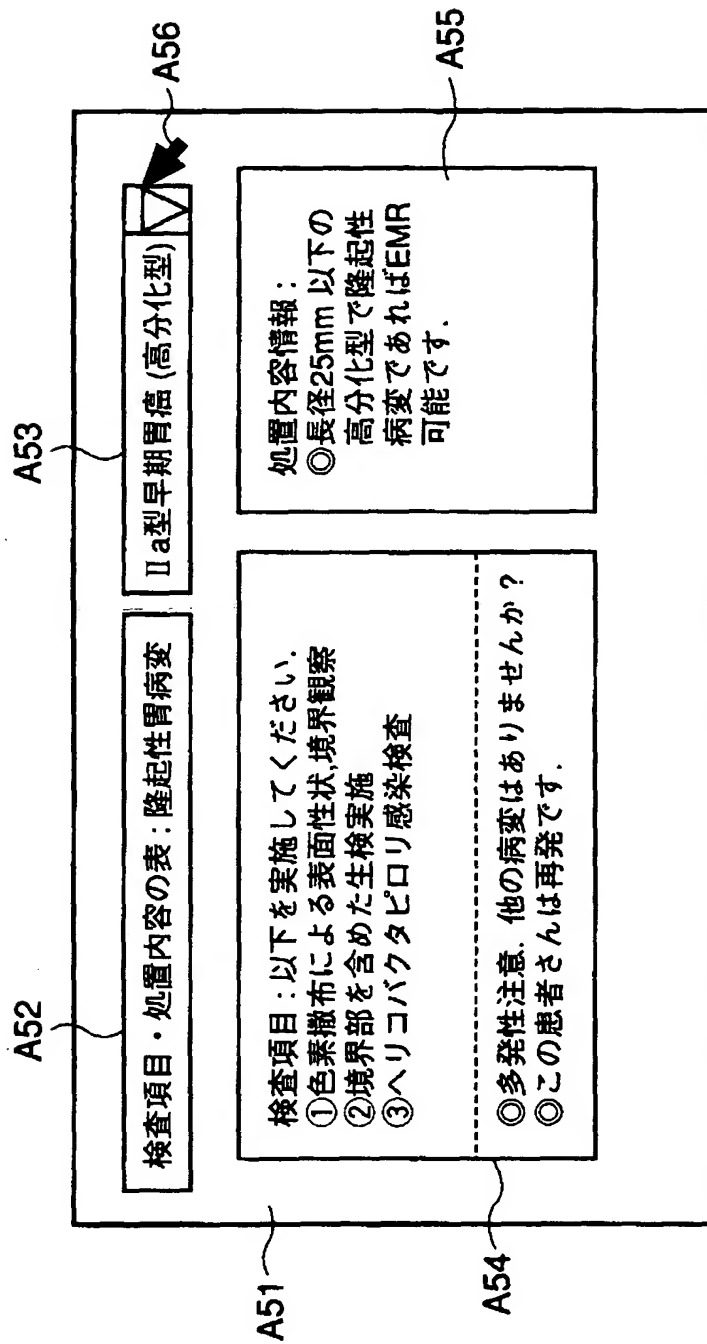 A52
A53
A56
検査項目・処置内容の表：隆起性胃病変
Ⅱa型早期胃癌(高分化型)
A51
検査項目：以下を実施してください.
①色素撒布による表面性状,境界観察
②境界部を含めた生検実施
③ヘリコバクタピロリ感染検査
◎多発性注意．他の病変はありませんか？
◎この患者さんは再発です．
A54
処置内容情報：
◎長径25mm 以下の
高分化型で隆起性
病変であればEMR
可能です．
A55